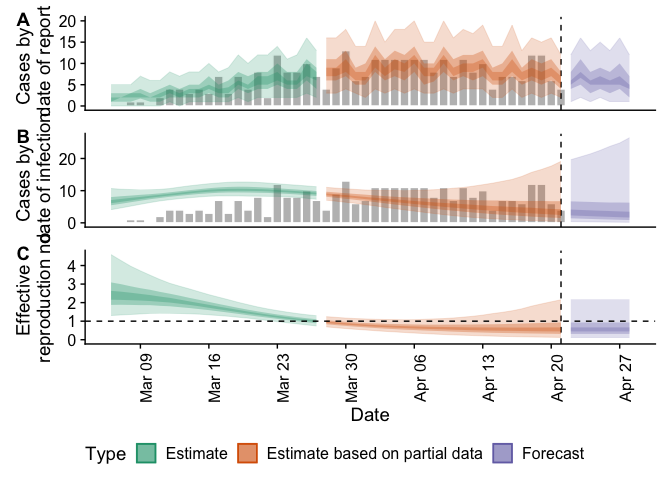 A
Cases by
date of report
20
15
10
5
0
B
Cases by
date of infection
20
10
0
C
Effective
reproduction no.
4
3
2
1
0
Mar 09
Mar 16
Mar 23
Mar 30
Apr 06
Apr 13
Apr 20
Apr 27
Date
Type Estimate Estimate based on partial data Forecast